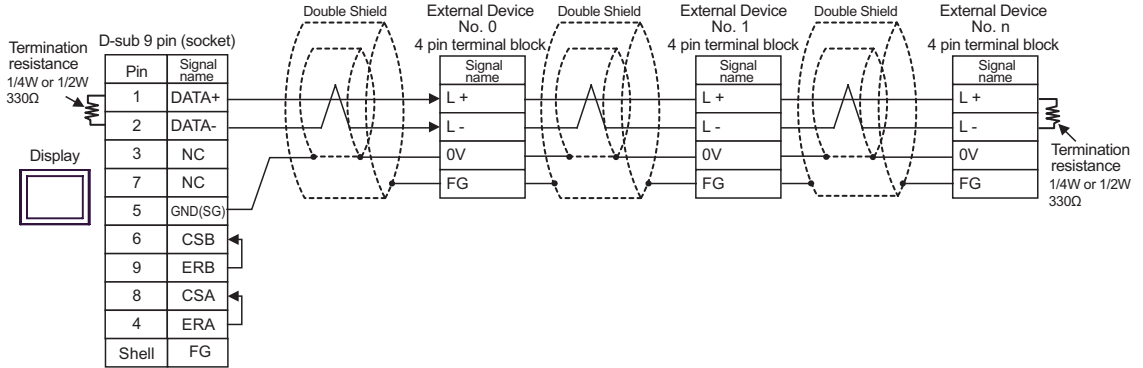 Double Shield
External Device
No. 0
4 pin terminal block
Double Shield
External Device
No. 1
4 pin terminal block
Double Shield
External Device
No. n
4 pin terminal block
Termination
resistance
1/4W or 1/2W
330Ω
D-sub 9 pin (socket)
Pin
Signal
name
1 DATA+
2 DATA-
3 NC
7 NC
5 GND(SG)
6 CSB
9 ERB
8 CSA
4 ERA
Shell FG
Display
Signal
name
L +
L -
0V
FG
Signal
name
L +
L -
0V
FG
Signal
name
L +
L -
0V
FG
Termination
resistance
1/4W or 1/2W
330Ω